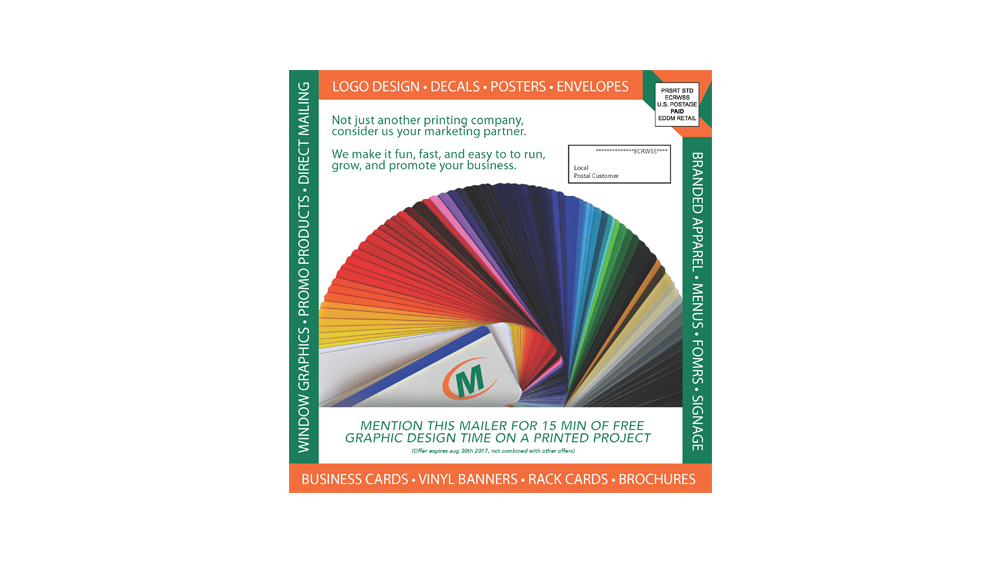 LOGO DESIGN • DECALS • POSTERS • ENVELOPES
PRSRT STD
ECRWSS
U.S. POSTAGE
PAID
EDDM RETAIL
Not just another printing company,
consider us your marketing partner.
We make it fun, fast, and easy to to run,
grow, and promote your business.
**************ECRWSS****
Local
Postal Customer
WINDOW GRAPHICS • PROMO PRODUCTS • DIRECT MAILING
BRANDED APPAREL • MENUS • FOMRS • SIGNAGE
M
MENTION THIS MAILER FOR 15 MIN OF FREE
GRAPHIC DESIGN TIME ON A PRINTED PROJECT
(Offer expires aug 30th 2017, not combined with other offers)
BUSINESS CARDS • VINYL BANNERS • RACK CARDS • BROCHURES